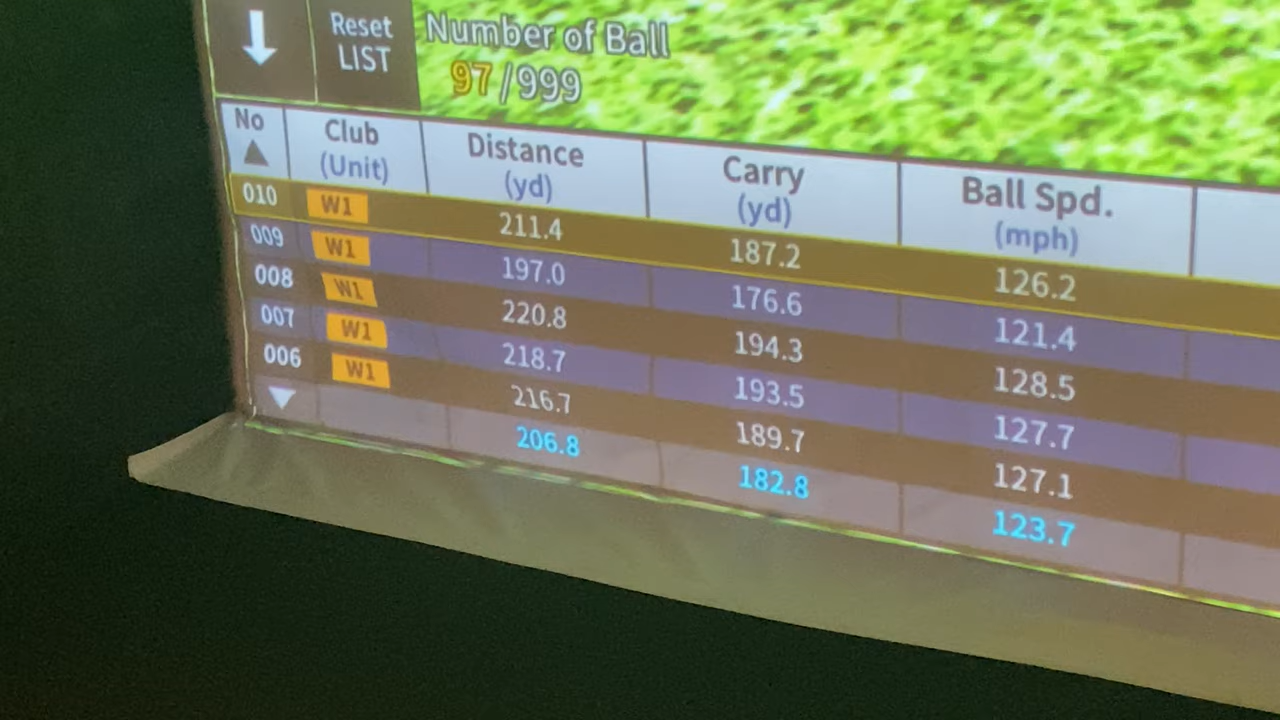 Reset
LIST
Number of Ball
97/999
No Club (Unit) Distance (yd) Carry (yd) Ball Spd. (mph)
010 W1 211.4 187.2 126.2
009 W1 197.0 176.6 121.4
008 W1 220.8 194.3 128.5
007 W1 218.7 193.5 127.7
006 W1 216.7 189.7 127.1
206.8 182.8 123.7